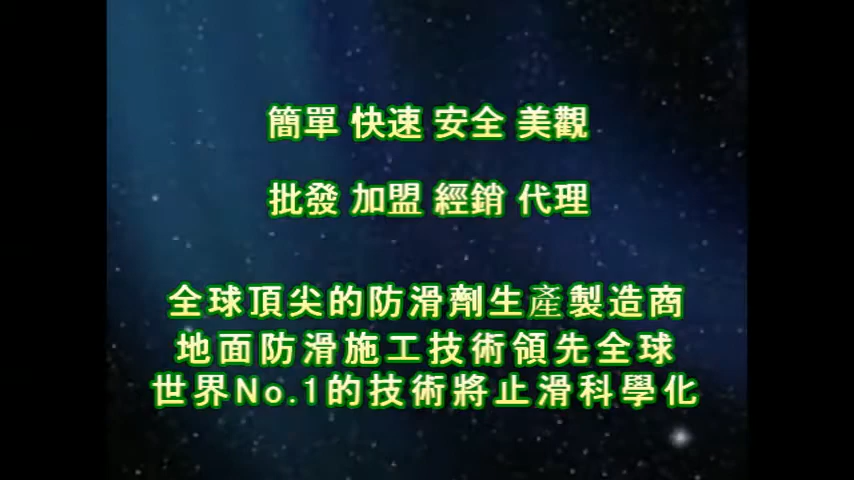 簡單 快速 安全 美觀
批發 加盟 經銷 代理
全球頂尖的防滑劑生產製造商
地面防滑施工技術領先全球
世界No.1的技術將止滑科學化